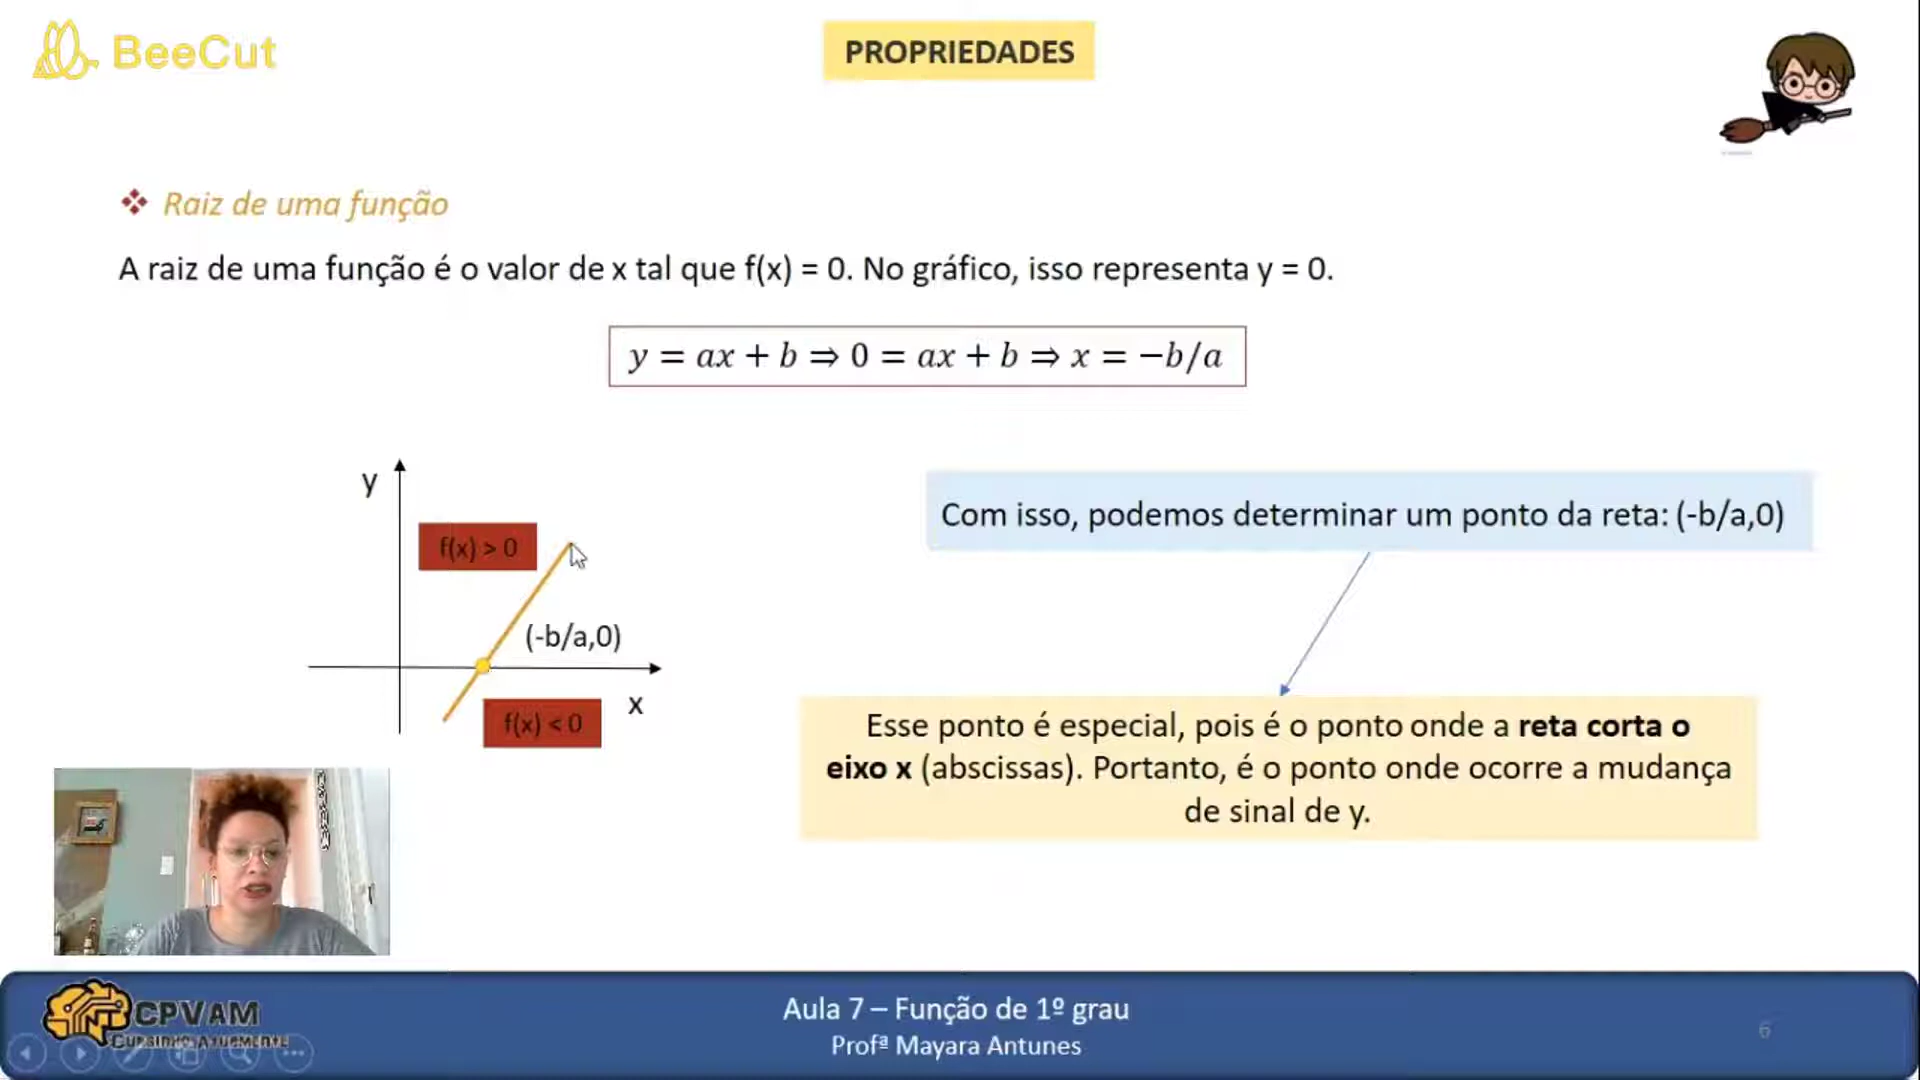 BeeCut
PROPRIEDADES
Raiz de uma função
A raiz de uma função é o valor de x tal que f(x) = 0. No gráfico, isso representa y = 0.
y = ax + b ⇒ 0 = ax + b ⇒ x = −b/a
y
f(x) > 0
(-b/a,0)
x
f(x) < 0
Com isso, podemos determinar um ponto da reta: (-b/a,0)
Esse ponto é especial, pois é o ponto onde a reta corta o
eixo x (abscissas). Portanto, é o ponto onde ocorre a mudança
de sinal de y.
CPVAM
Aula 7 – Função de 1º grau
Profª Mayara Antunes
6